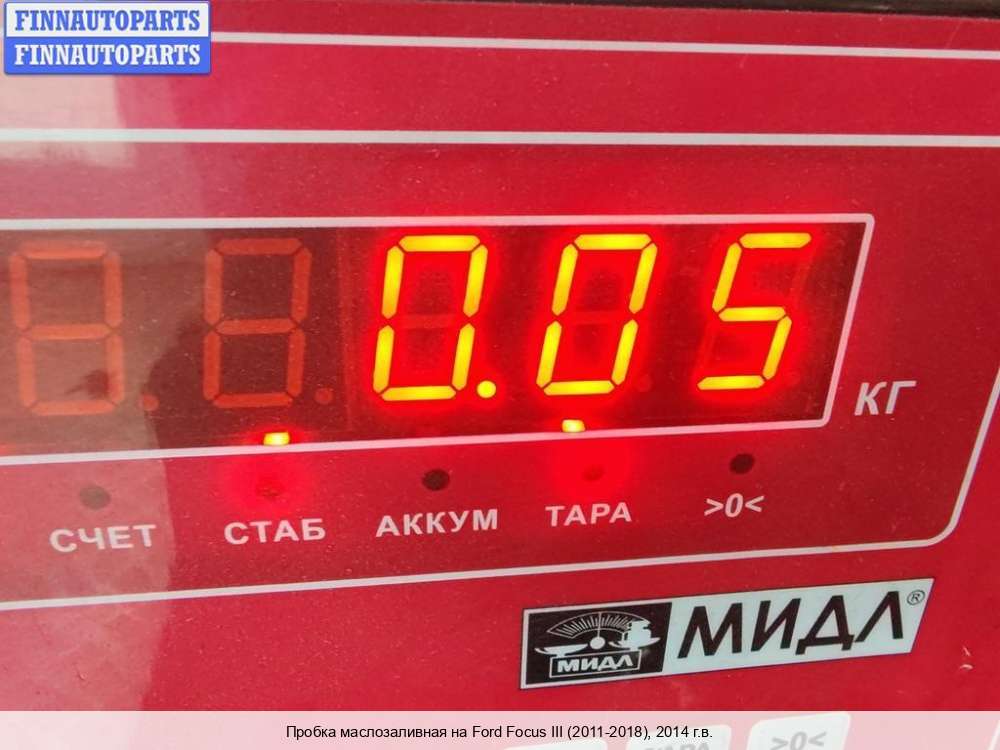 FINNAUTOPARTS
FINNAUTOPARTS
0.05
КГ
СЧЕТ СТАБ АККУМ ТАРА >0<
МИДЛ МИДЛ®
>0<
Пробка маслозаливная на Ford Focus III (2011-2018), 2014 г.в.